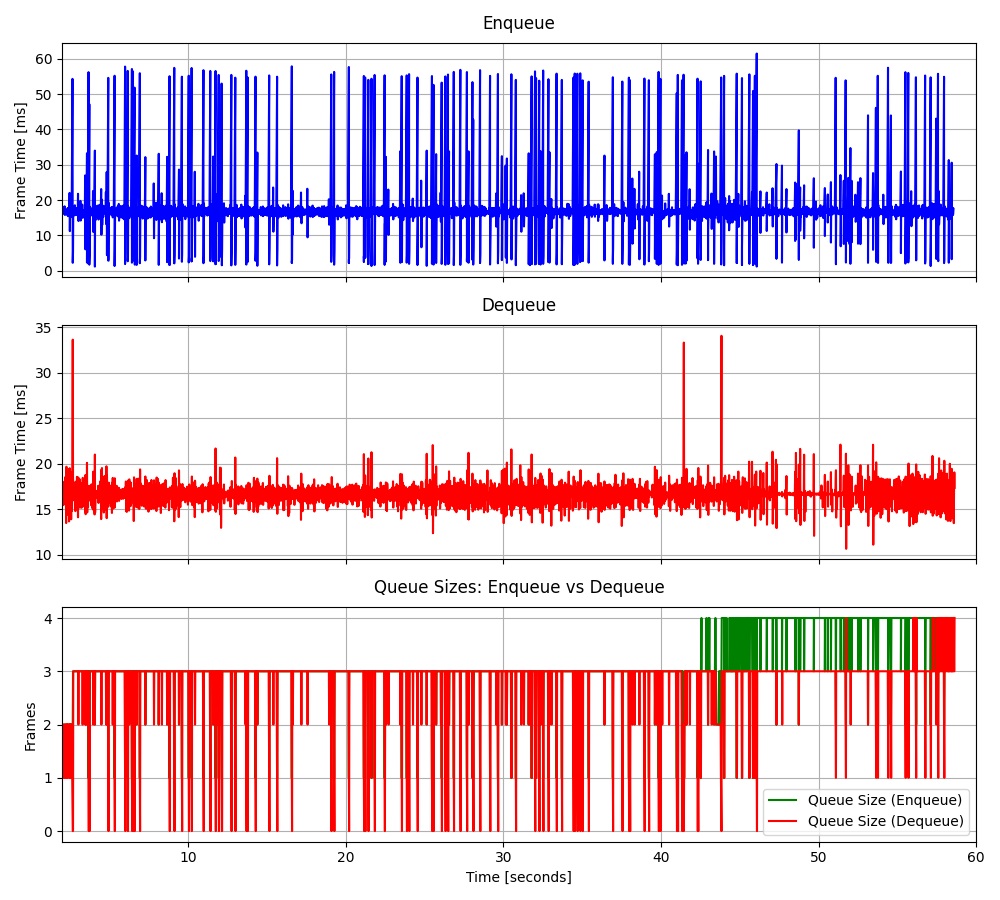 Enqueue
Frame Time [ms]
60
50
40
30
20
10
0
Dequeue
Frame Time [ms]
35
30
25
20
15
10
Queue Sizes: Enqueue vs Dequeue
Frames
4
3
2
1
0
Queue Size (Enqueue)
Queue Size (Dequeue)
10 20 30 40 50 60
Time [seconds]